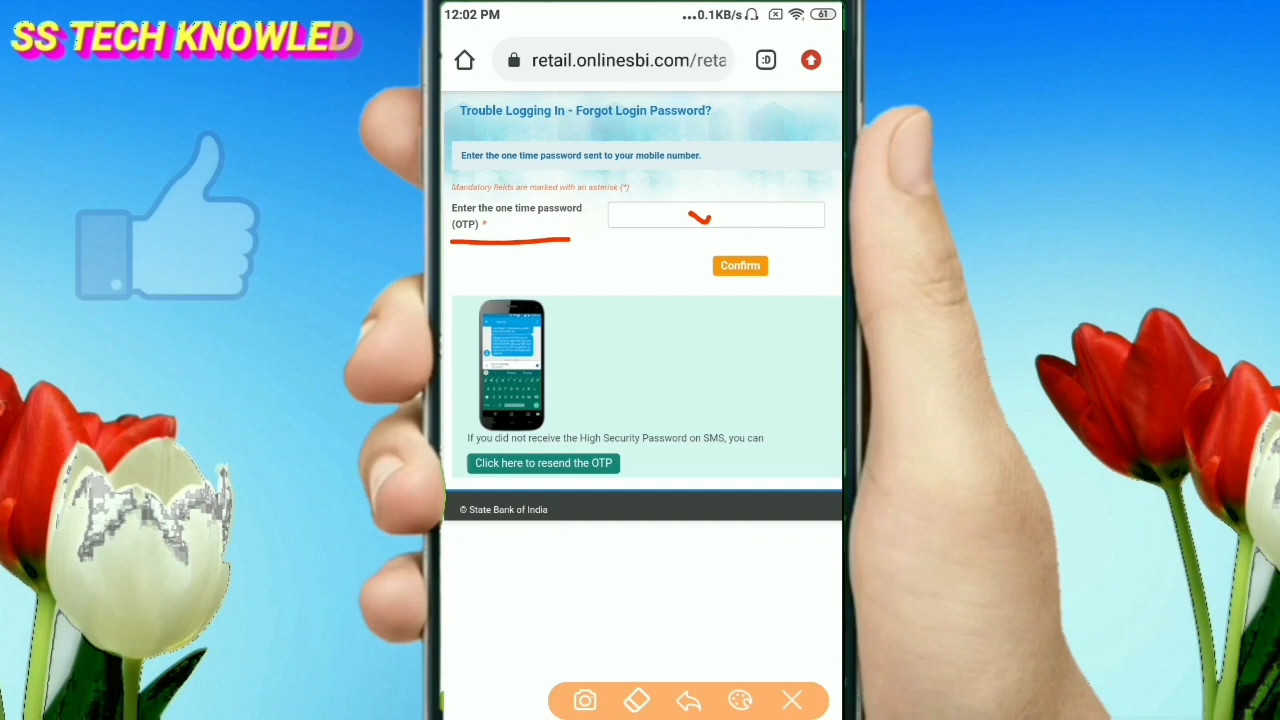 SS TECH KNOWLED
12:02 PM
...0.1KB/s
61
retail.onlinesbi.com/reta
:D
Trouble Logging In - Forgot Login Password?
Enter the one time password sent to your mobile number.
Mandatory fields are marked with an asterisk (*)
Enter the one time password
(OTP) *
Confirm
If you did not receive the High Security Password on SMS, you can
Click here to resend the OTP
© State Bank of India